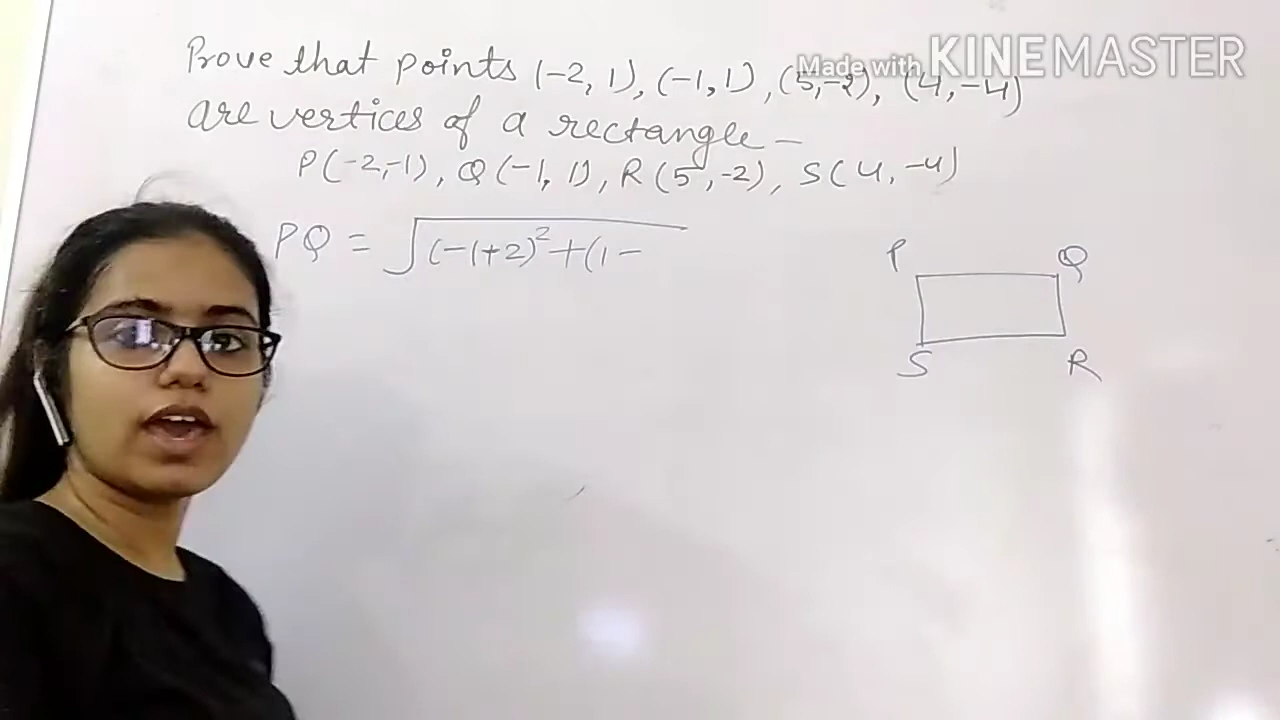 Prove that points (-2, 1), (-1, 1), (5, -2), (4, -4)
Made with KINEMASTER
are vertices of a rectangle -
P(-2, -1), Q(-1, 1), R(5, -2), S(4, -4)
PQ = √(-1+2)² + (1 -
P Q
S R